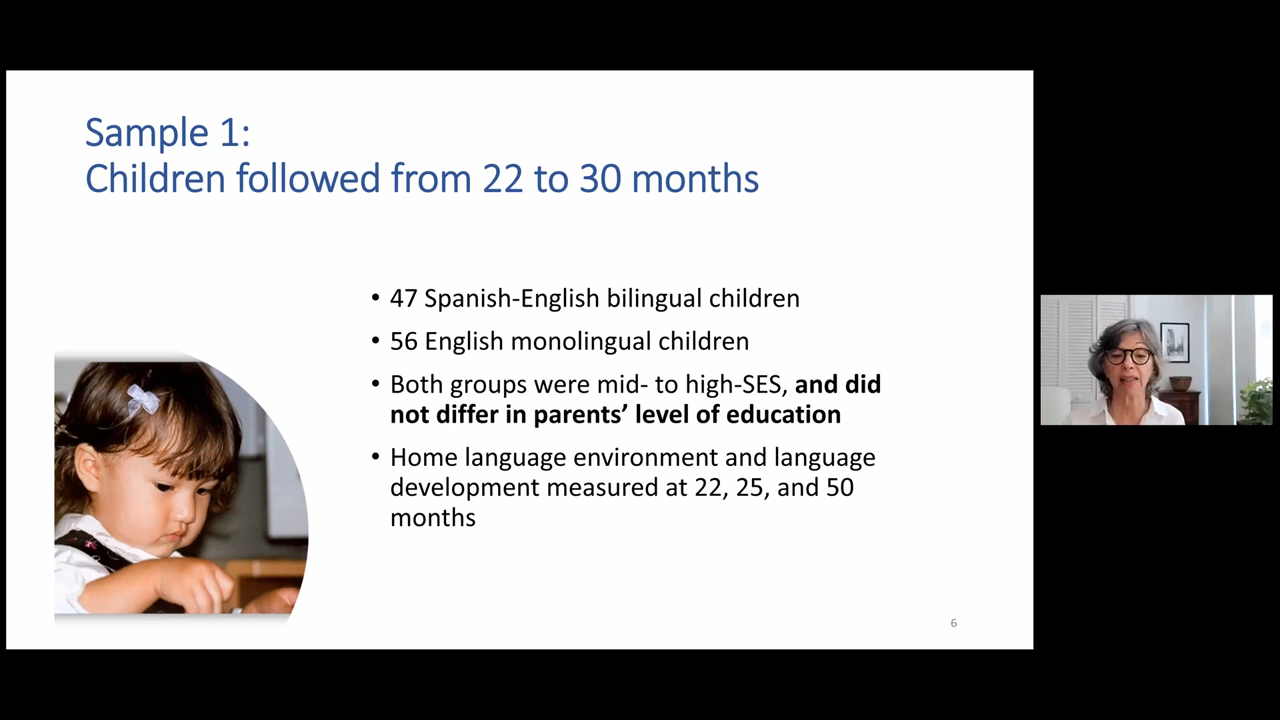 Sample 1:
Children followed from 22 to 30 months
• 47 Spanish-English bilingual children
• 56 English monolingual children
• Both groups were mid- to high-SES, and did
not differ in parents’ level of education
• Home language environment and language
development measured at 22, 25, and 50
months
6